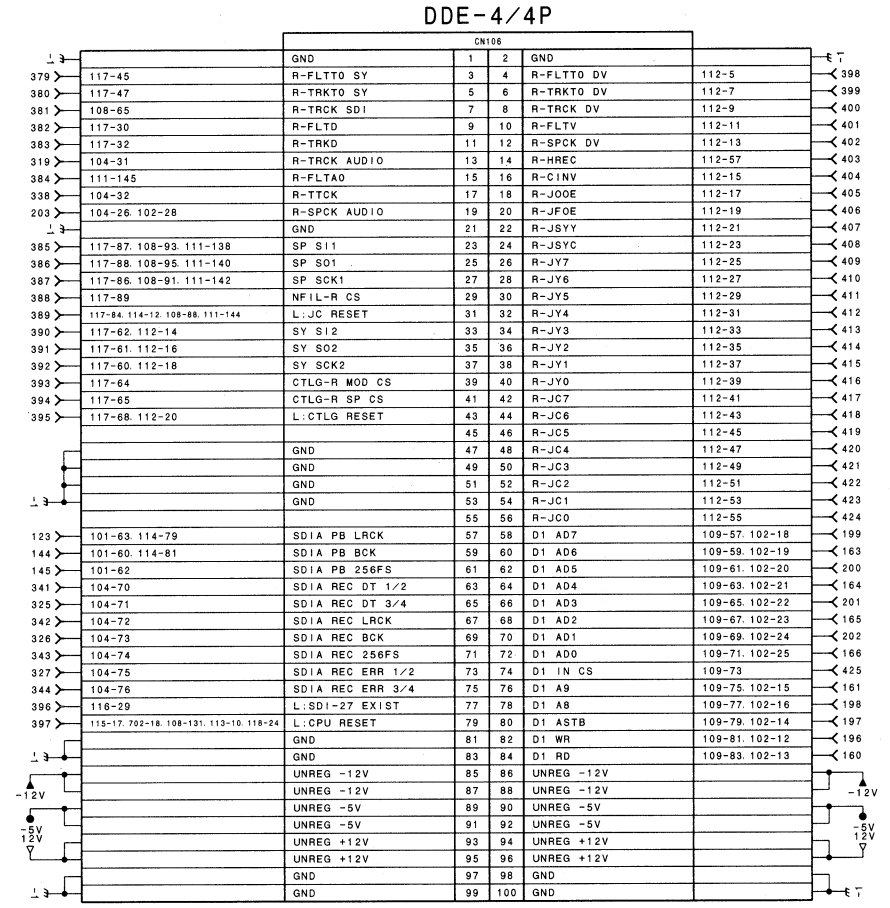 DDE-4/4P
CN106
GND 1 2 GND
379 117-45 R-FLTT0 SY 3 4 R-FLTT0 DV 112-5 398
380 117-47 R-TRKT0 SY 5 6 R-TRKT0 DV 112-7 399
381 108-65 R-TRCK SDI 7 8 R-TRCK DV 112-9 400
382 117-30 R-FLTD 9 10 R-FLTV 112-11 401
383 117-32 R-TRKD 11 12 R-SPCK DV 112-13 402
319 104-31 R-TRCK AUDIO 13 14 R-HREC 112-57 403
384 111-145 R-FLTA0 15 16 R-CINV 112-15 404
338 104-32 R-TTCK 17 18 R-JOOE 112-17 405
203 104-26. 102-28 R-SPCK AUDIO 19 20 R-JFOE 112-19 406
GND 21 22 R-JSYY 112-21 407
385 117-87. 108-93. 111-138 SP SI1 23 24 R-JSYC 112-23 408
386 117-88. 108-95. 111-140 SP SO1 25 26 R-JY7 112-25 409
387 117-86. 108-91. 111-142 SP SCK1 27 28 R-JY6 112-27 410
388 117-89 NFIL-R CS 29 30 R-JY5 112-29 411
389 117-84. 114-12. 108-88. 111-144 L:JC RESET 31 32 R-JY4 112-31 412
390 117-62. 112-14 SY SI2 33 34 R-JY3 112-33 413
391 117-61. 112-16 SY SO2 35 36 R-JY2 112-35 414
392 117-60. 112-18 SY SCK2 37 38 R-JY1 112-37 415
393 117-64 CTLG-R MOD CS 39 40 R-JY0 112-39 416
394 117-65 CTLG-R SP CS 41 42 R-JC7 112-41 417
395 117-68. 112-20 L:CTLG RESET 43 44 R-JC6 112-43 418
45 46 R-JC5 112-45 419
GND 47 48 R-JC4 112-47 420
GND 49 50 R-JC3 112-49 421
GND 51 52 R-JC2 112-51 422
GND 53 54 R-JC1 112-53 423
55 56 R-JC0 112-55 424
123 101-63. 114-79 SDIA PB LRCK 57 58 D1 AD7 109-57. 102-18 199
144 101-60. 114-81 SDIA PB BCK 59 60 D1 AD6 109-59. 102-19 163
145 101-62 SDIA PB 256FS 61 62 D1 AD5 109-61. 102-20 200
341 104-70 SDIA REC DT 1/2 63 64 D1 AD4 109-63. 102-21 164
325 104-71 SDIA REC DT 3/4 65 66 D1 AD3 109-65. 102-22 201
342 104-72 SDIA REC LRCK 67 68 D1 AD2 109-67. 102-23 165
326 104-73 SDIA REC BCK 69 70 D1 AD1 109-69. 102-24 202
343 104-74 SDIA REC 256FS 71 72 D1 AD0 109-71. 102-25 166
327 104-75 SDIA REC ERR 1/2 73 74 D1 IN CS 109-73 425
344 104-76 SDIA REC ERR 3/4 75 76 D1 A9 109-75. 102-15 161
396 116-29 L:SDI-27 EXIST 77 78 D1 A8 109-77. 102-16 198
397 115-17. 702-18. 108-131. 113-10. 118-24 L:CPU RESET 79 80 D1 ASTB 109-79. 102-14 197
GND 81 82 D1 WR 109-81. 102-12 196
GND 83 84 D1 RD 109-83. 102-13 160
UNREG -12V 85 86 UNREG -12V
-12V UNREG -12V 87 88 UNREG -12V -12V
UNREG -5V 89 90 UNREG -5V
-5V UNREG -5V 91 92 UNREG -5V -5V
12V UNREG +12V 93 94 UNREG +12V 12V
UNREG +12V 95 96 UNREG +12V
GND 97 98 GND
GND 99 100 GND